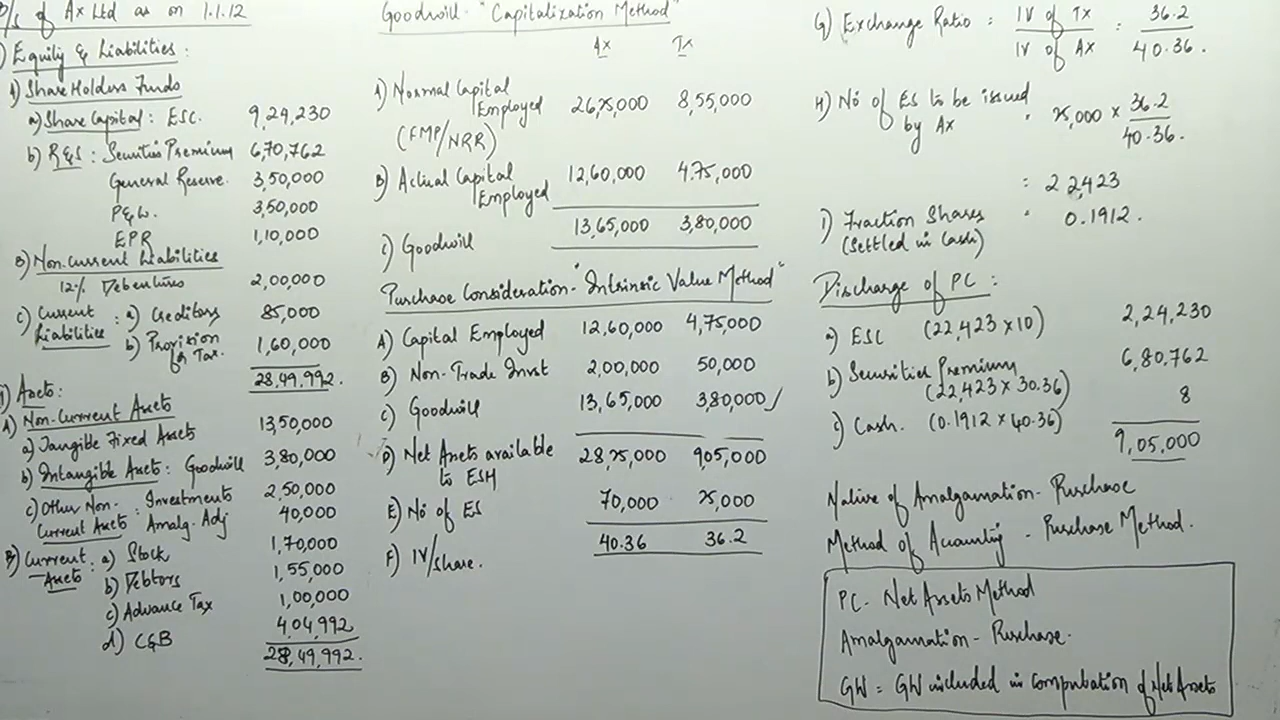 B/S of Ax Ltd as on 1.1.12
I) Equity & Liabilities :
A) ShareHolders Funds
a) Share Capital : ESC. 9,24,230
b) R&S : Securities Premium 6,70,762
General Reserve. 3,50,000
P&L. 3,50,000
EPR 1,10,000
B) Non-Current Liabilities
12% Debentures 2,00,000
c) Current Liabilities : a) Creditors 85,000
b) Provision for Tax. 1,60,000
28,49,992.
II) Assets :
A) Non-Current Assets
a) Tangible Fixed Assets 13,50,000
b) Intangible Assets : Goodwill 3,80,000
c) Other Non-Current Assets : Investments 2,50,000
Amalg. Adj 40,000
B) Current Assets : a) Stock 1,70,000
b) Debtors 1,55,000
c) Advance Tax 1,00,000
d) C&B 4,04,992
28,49,992.
Goodwill - "Capitalization Method"
Ax Tx
A) Normal Capital Employed 26,25,000 8,55,000
(FMP/NRR)
B) Actual Capital Employed 12,60,000 4,75,000
c) Goodwill 13,65,000 3,80,000
Purchase Consideration - "Intrinsic Value Method"
A) Capital Employed 12,60,000 4,75,000
B) Non-Trade Invst 2,00,000 50,000
c) Goodwill 13,65,000 3,80,000
D) Net Assets available to ESH 28,25,000 905,000
E) No of ES 70,000 25,000
F) IV/share. 40.36 36.2
G) Exchange Ratio : IV of Tx / IV of Ax : 36.2 / 40.36.
H) No of ES to be issued by Ax : 25,000 × 36.2 / 40.36.
: 22,423
I) Fraction Shares : 0.1912.
(Settled in Cash)
Discharge of PC :
a) ESC (22,423 × 10) 2,24,230
b) Securities Premium 6,80,762
(22,423 × 30.36)
c) Cash. (0.1912 × 40.36) 8
9,05,000
Nature of Amalgamation - Purchase
Method of Accounting - Purchase Method.
PC - Net Assets Method
Amalgamation - Purchase.
GW = GW included in computation of Net Assets